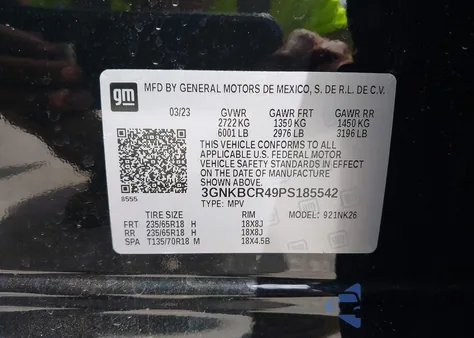 gm
MFD BY GENERAL MOTORS DE MEXICO, S. DE R.L. DE C.V.
03/23 GVWR GAWR FRT GAWR RR
2722 KG 1350 KG 1450 KG
6001 LB 2976 LB 3196 LB
THIS VEHICLE CONFORMS TO ALL
APPLICABLE U.S. FEDERAL MOTOR
VEHICLE SAFETY STANDARDS IN EFFECT
ON THE DATE OF MANUFACTURE
SHOWN ABOVE.
3GNKBCR49PS185542
8555 TYPE: MPV
TIRE SIZE RIM MODEL: 921NK26
FRT 235/65R18 H 18X8J
RR 235/65R18 H 18X8J
SPA T135/70R18 M 18X4.5B